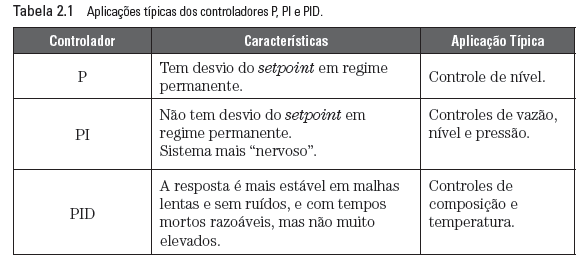 Tabela 2.1 Aplicações típicas dos controladores P, PI e PID.
Controlador Características Aplicação Típica
P
Tem desvio do setpoint em regime
permanente.
Controle de nível.
PI
Não tem desvio do setpoint em
regime permanente.
Sistema mais “nervoso”.
Controles de vazão,
nível e pressão.
PID
A resposta é mais estável em malhas
lentas e sem ruídos, e com tempos
mortos razoáveis, mas não muito
elevados.
Controles de
composição e
temperatura.